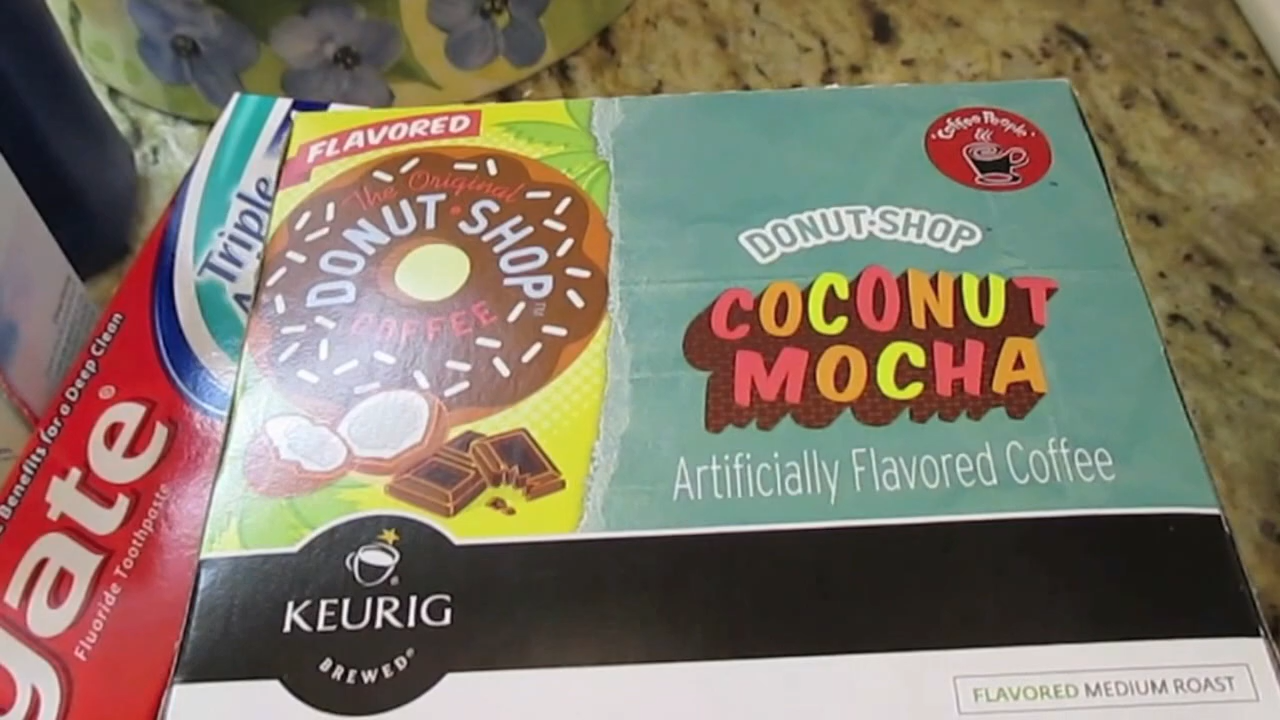 FLAVORED
The Original
DONUT·SHOP™
COFFEE
Coffee People
DONUT·SHOP
COCONUT
MOCHA
Artificially Flavored Coffee
KEURIG
BREWED®
FLAVORED MEDIUM ROAST
Triple
Benefits for a Deep Clean
gate®
Fluoride Toothpaste